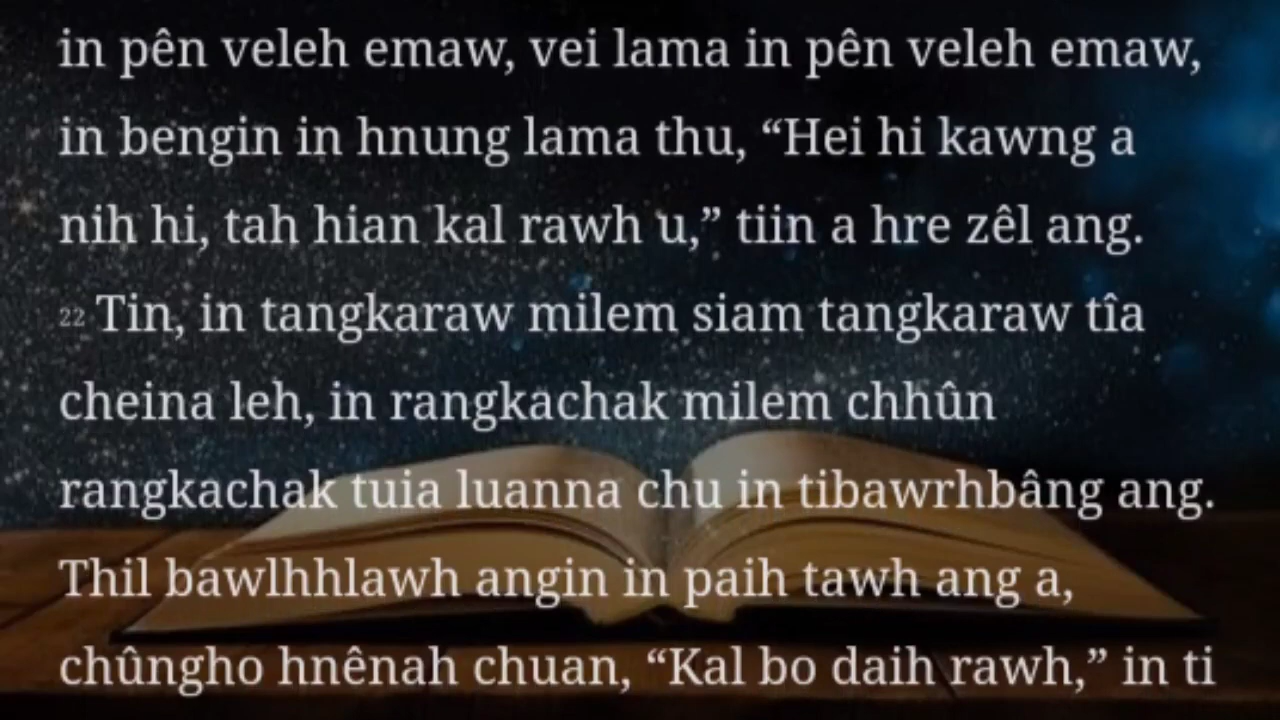 in pên veleh emaw, vei lama in pên veleh emaw,
in bengin in hnung lama thu, “Hei hi kawng a
nih hi, tah hian kal rawh u,” tiin a hre zêl ang.
22 Tin, in tangkaraw milem siam tangkaraw tîa
cheina leh, in rangkachak milem chhûn
rangkachak tuia luanna chu in tibawrhbâng ang.
Thil bawlhhlawh angin in paih tawh ang a,
chûngho hnênah chuan, “Kal bo daih rawh,” in ti